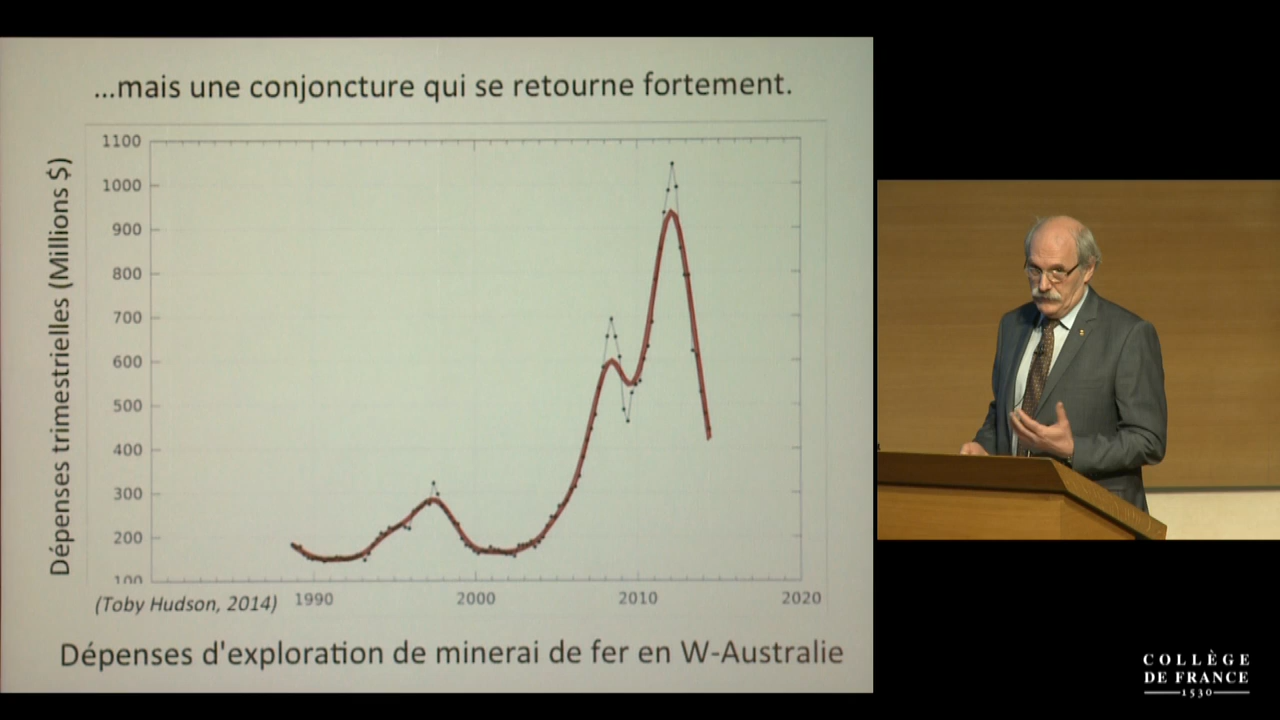 ...mais une conjoncture qui se retourne fortement.
Dépenses trimestrielles (Millions $)
1100
1000
900
800
700
600
500
400
300
200
100
1990
2000
2010
2020
(Toby Hudson, 2014)
Dépenses d'exploration de minerai de fer en W-Australie
COLLÈGE
DE FRANCE
1530